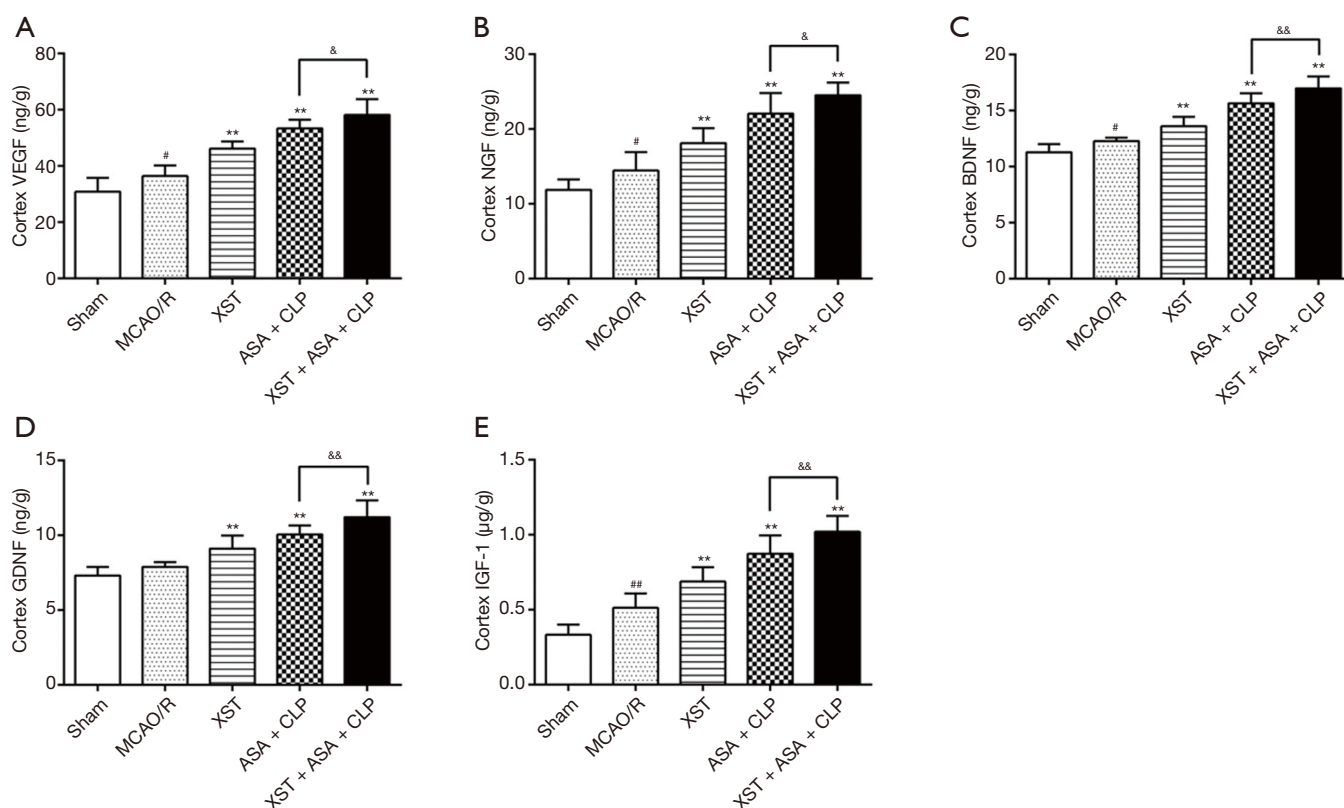 A
Cortex VEGF (ng/g)
80
60
40
20
0
#
**
**
**
&
Sham
MCAO/R
XST
ASA + CLP
XST + ASA + CLP
B
Cortex NGF (ng/g)
30
20
10
0
#
**
**
**
&
Sham
MCAO/R
XST
ASA + CLP
XST + ASA + CLP
C
Cortex BDNF (ng/g)
20
15
10
5
0
#
**
**
**
&&
Sham
MCAO/R
XST
ASA + CLP
XST + ASA + CLP
D
Cortex GDNF (ng/g)
15
10
5
0
**
**
**
&&
Sham
MCAO/R
XST
ASA + CLP
XST + ASA + CLP
E
Cortex IGF-1 (μg/g)
1.5
1.0
0.5
0.0
##
**
**
**
&&
Sham
MCAO/R
XST
ASA + CLP
XST + ASA + CLP